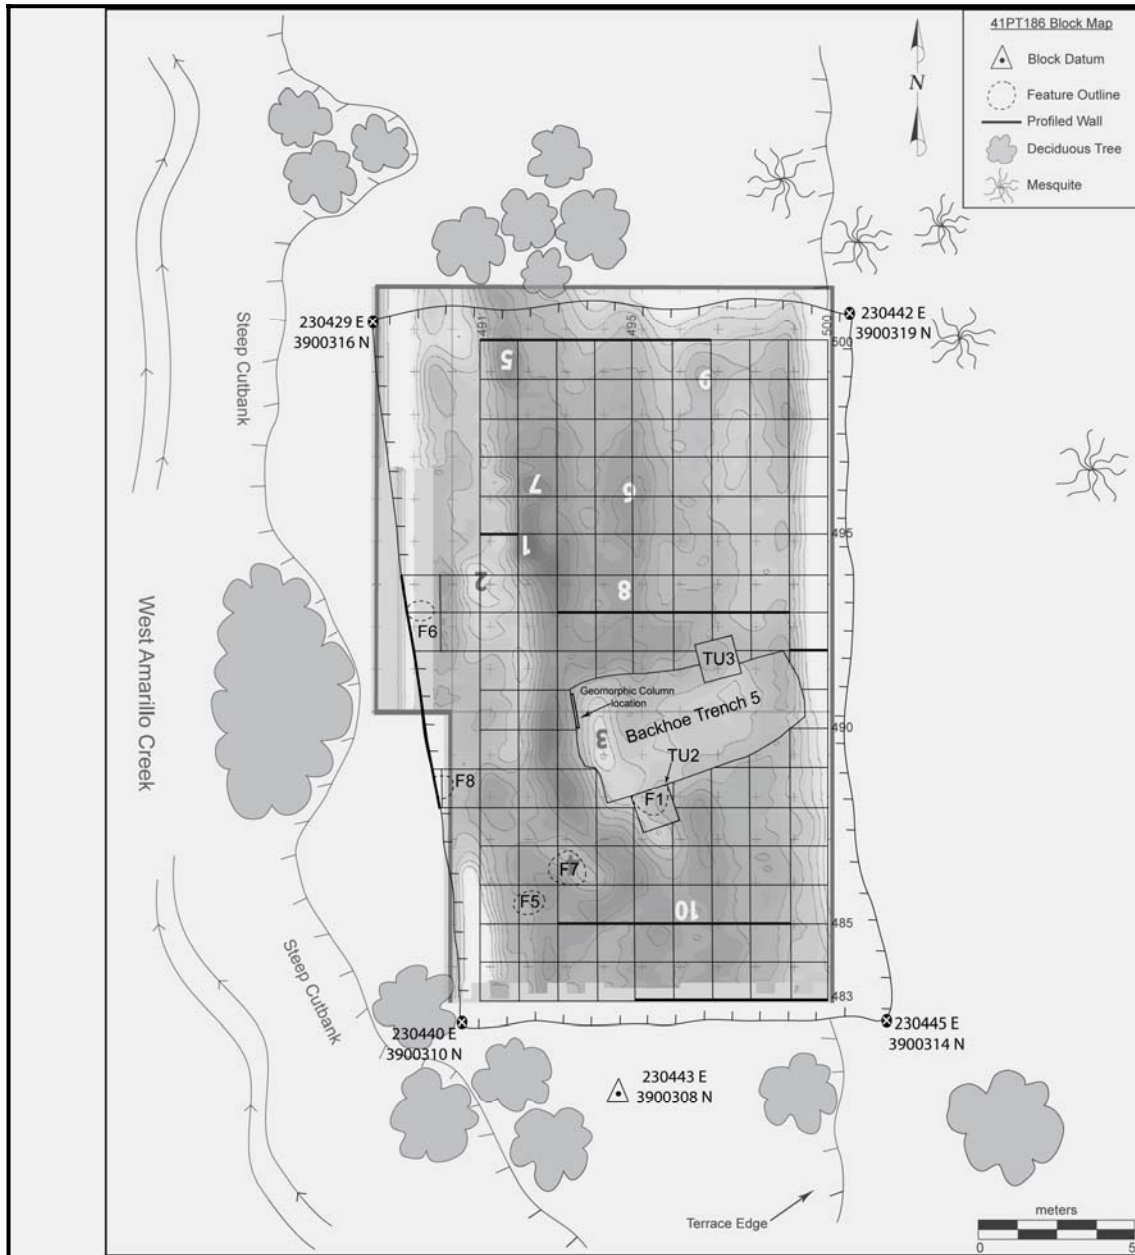 41PT186 Block Map
Block Datum
Feature Outline
Profiled Wall
Deciduous Tree
Mesquite
N
230429 E
3900316 N
230442 E
3900319 N
491
495
500
500
Steep Cutbank
5
9
7
6
495
1
2
8
F6
TU3
Geomorphic Column
location
Backhoe Trench 5
490
3
West Amarillo Creek
TU2
F8
F1
F7
F5
10
485
Steep Cutbank
483
230440 E
3900310 N
230445 E
3900314 N
230443 E
3900308 N
Terrace Edge
meters
0
5